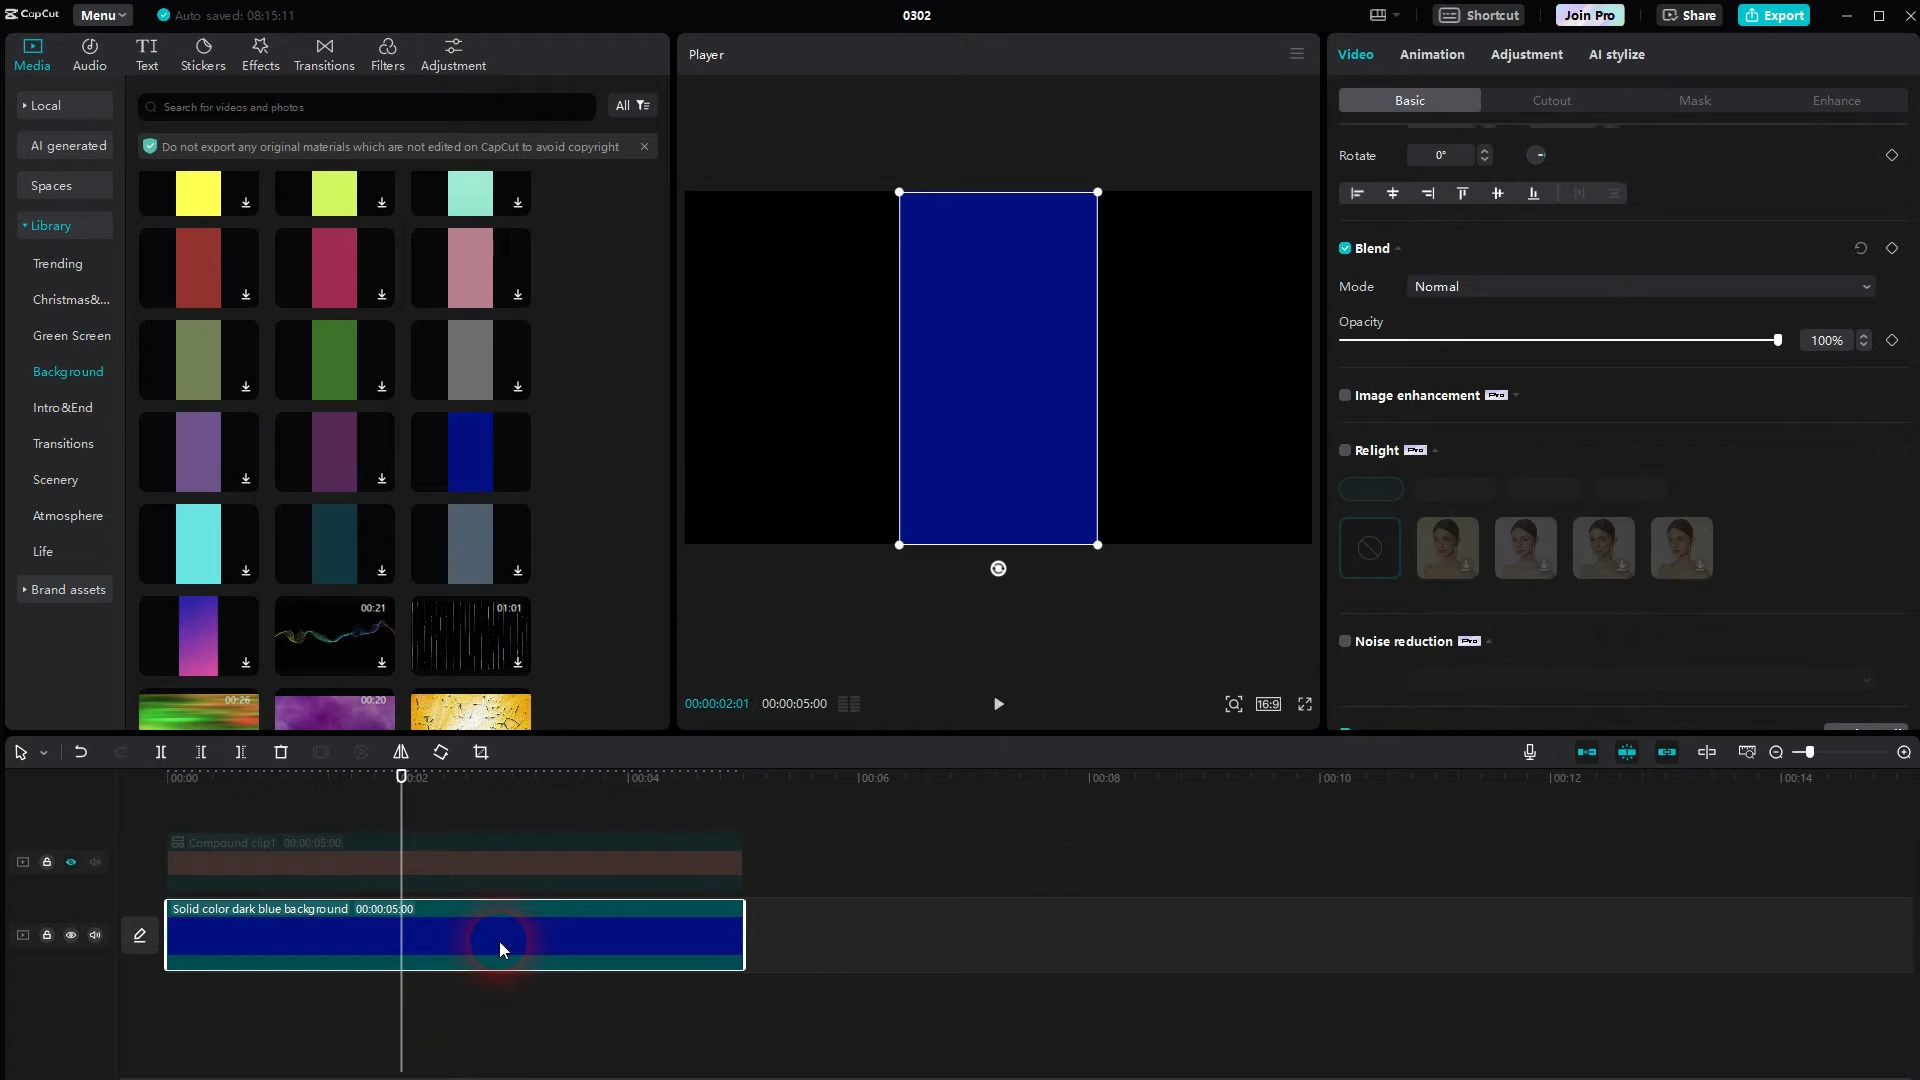 CapCut
Menu
Auto saved: 08:15:11
0302
Shortcut
Join Pro
Share
Export
Media
Audio
TI
Text
Stickers
Effects
Transitions
Filters
Adjustment
Local
AI generated
Spaces
Library
Trending
Christmas&...
Green Screen
Background
Intro&End
Transitions
Scenery
Atmosphere
Life
Brand assets
Search for videos and photos
All
Do not export any original materials which are not edited on CapCut to avoid copyright
00:21
01:01
00:26
00:20
Player
00:00:02:01
00:00:05:00
16:9
Video
Animation
Adjustment
AI stylize
Basic
Cutout
Mask
Enhance
Rotate
0°
Blend
Mode
Normal
Opacity
100%
Image enhancement Pro
Relight Pro
Noise reduction Pro
00:00
00:02
00:04
00:06
00:08
00:10
00:12
00:14
Compound clip1 00:00:05:00
Solid color dark blue background 00:00:05:00